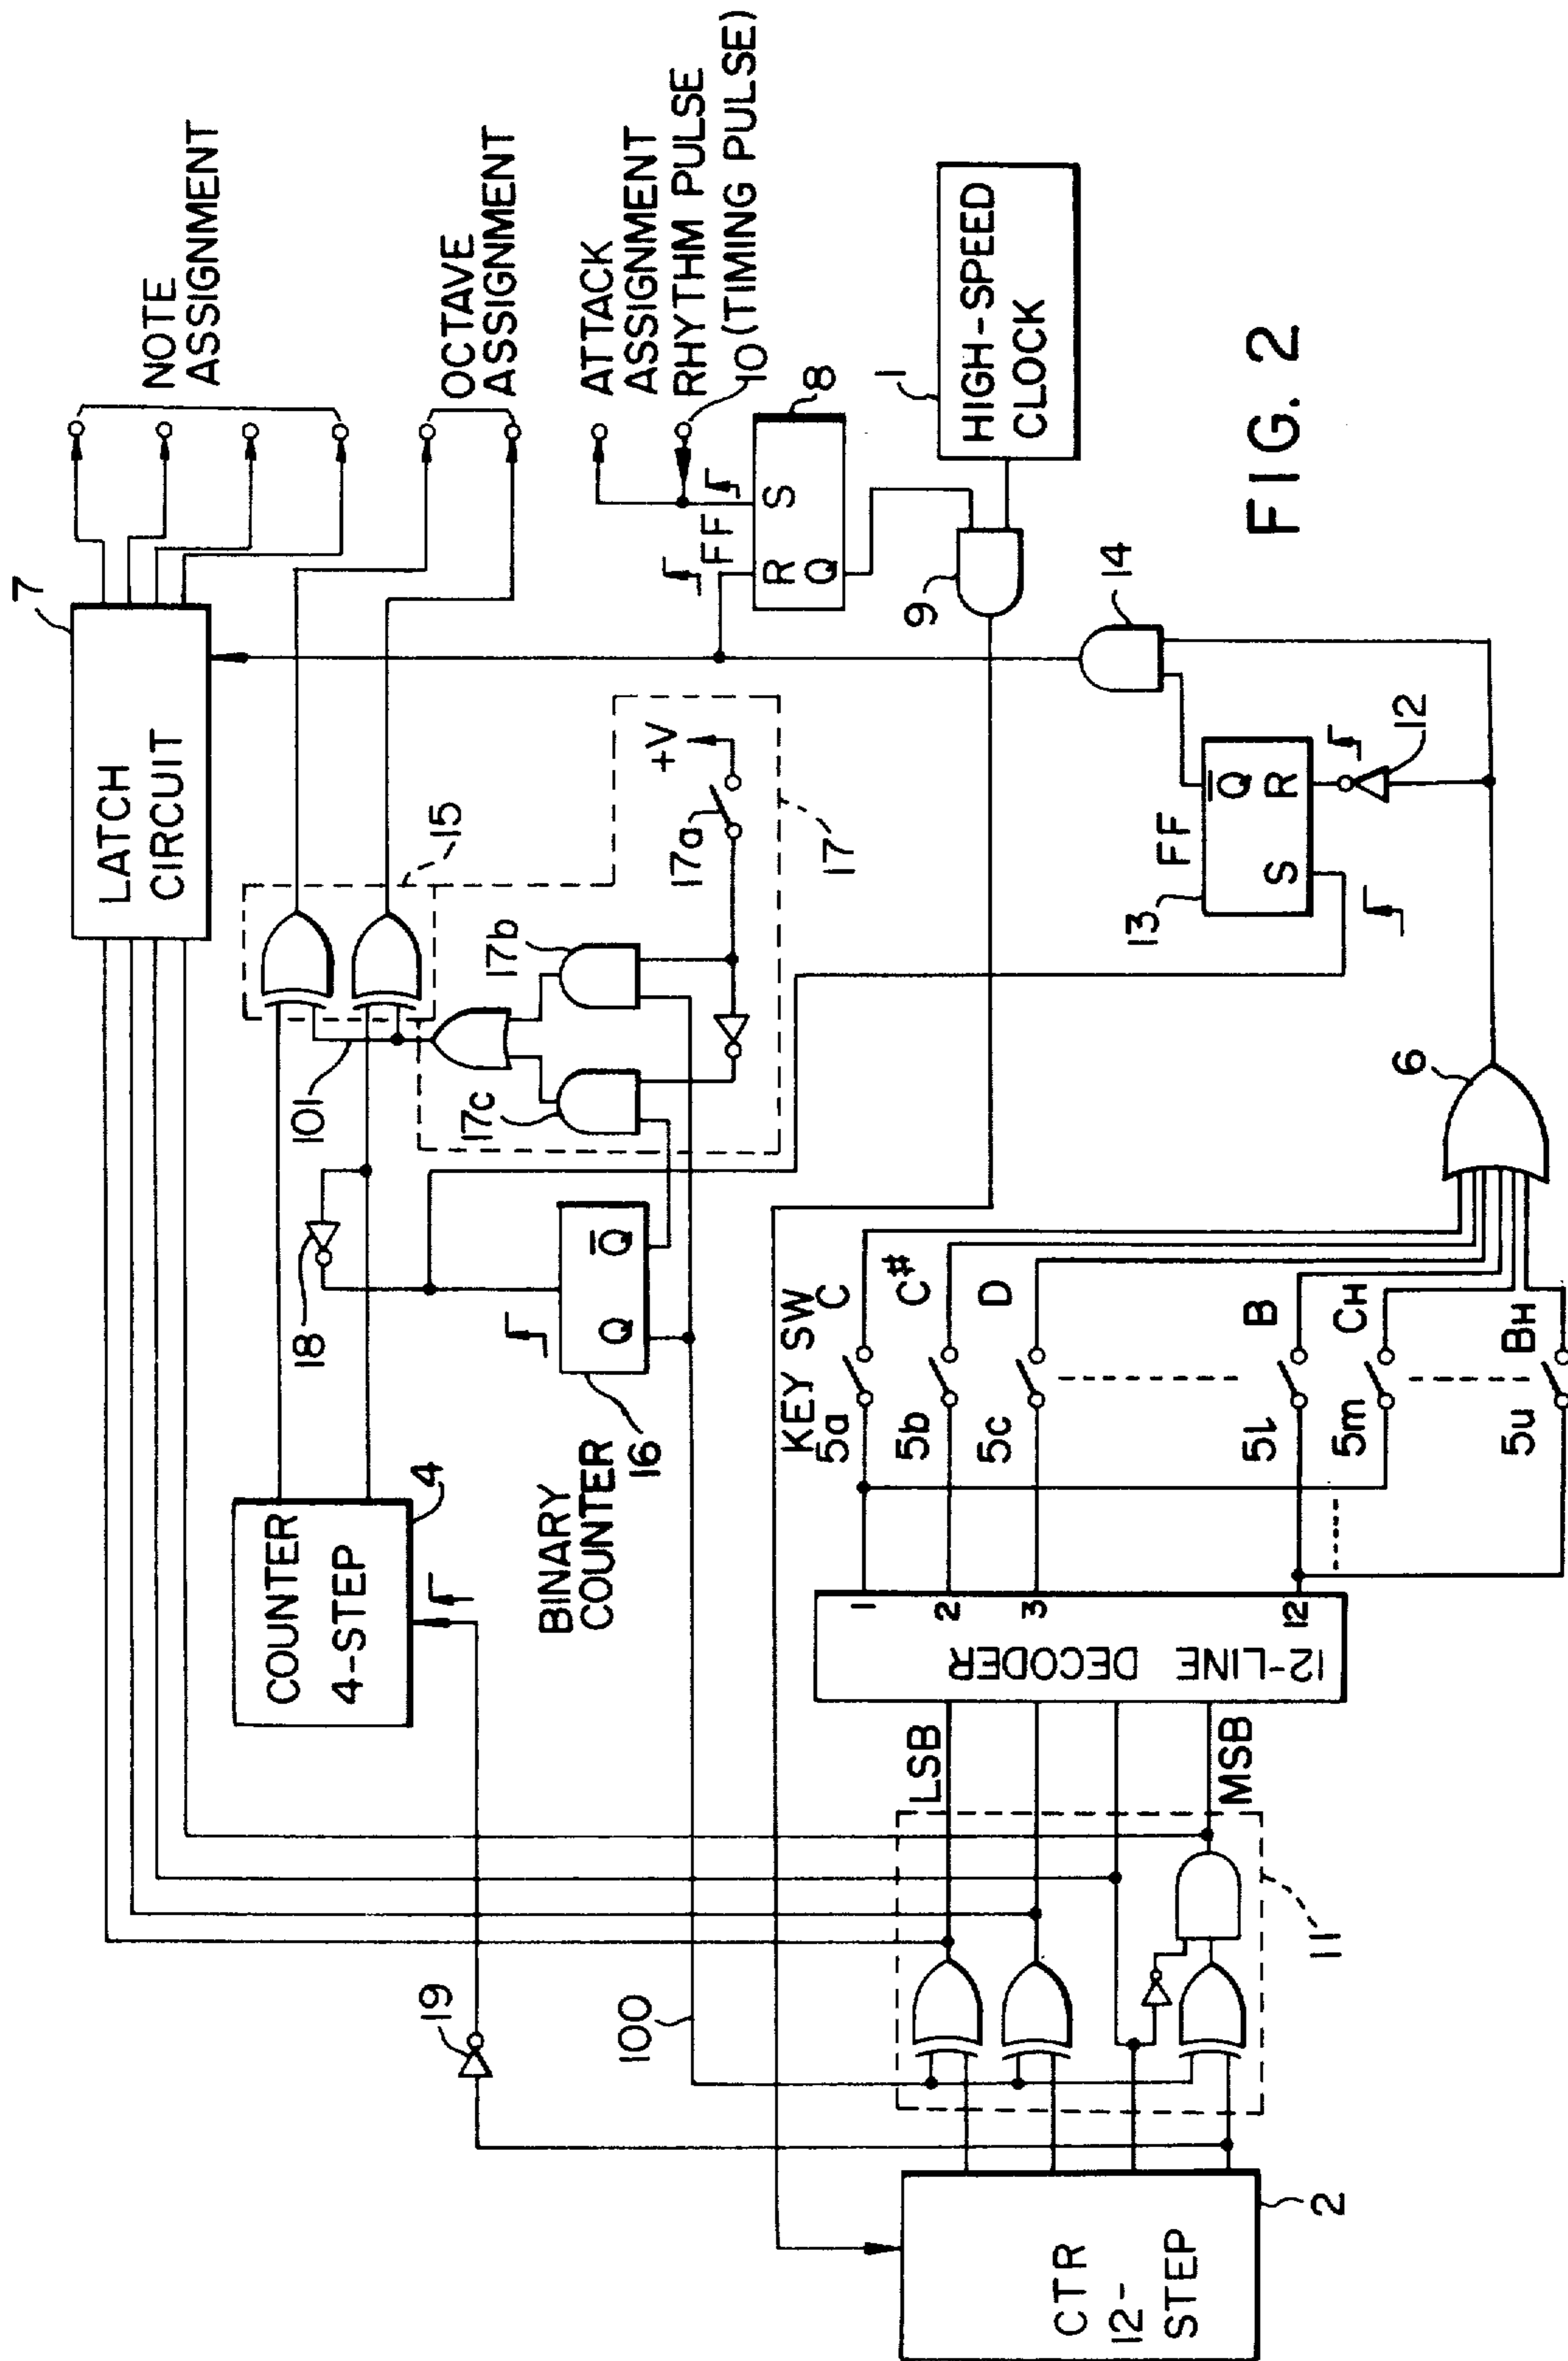 NOTE
ASSIGNMENT
OCTAVE
ASSIGNMENT
ATTACK
ASSIGNMENT
RHYTHM PULSE
10 (TIMING PULSE)
7
LATCH
CIRCUIT
15
101
18
COUNTER
4-STEP
4
BINARY
COUNTER
16
Q
Q̅
17
17a
17b
17c
+V
FF
R
S
Q
8
9
1
HIGH-SPEED
CLOCK
14
FF
13
Q̅
S
R
12
6
KEY SW
5a
C
5b
C#
5c
D
5l
B
5m
CH
5u
BH
1
2
3
12
12-LINE DECODER
LSB
MSB
11
19
100
CTR
12-
STEP
2
FIG. 2